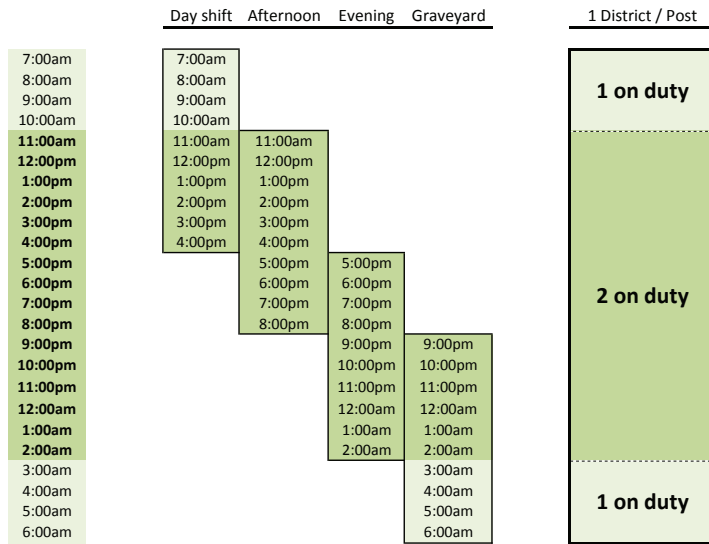 Day shift Afternoon Evening Graveyard 1 District / Post
7:00am 7:00am
8:00am 8:00am
9:00am 9:00am
1 on duty
10:00am 10:00am
11:00am 11:00am 11:00am
12:00pm 12:00pm 12:00pm
1:00pm 1:00pm 1:00pm
2:00pm 2:00pm 2:00pm
3:00pm 3:00pm 3:00pm
4:00pm 4:00pm 4:00pm
5:00pm 5:00pm 5:00pm
6:00pm 6:00pm 6:00pm
2 on duty
7:00pm 7:00pm 7:00pm
8:00pm 8:00pm 8:00pm
9:00pm 9:00pm 9:00pm
10:00pm 10:00pm 10:00pm
11:00pm 11:00pm 11:00pm
12:00am 12:00am 12:00am
1:00am 1:00am 1:00am
2:00am 2:00am 2:00am
3:00am 3:00am
4:00am 4:00am
1 on duty
5:00am 5:00am
6:00am 6:00am